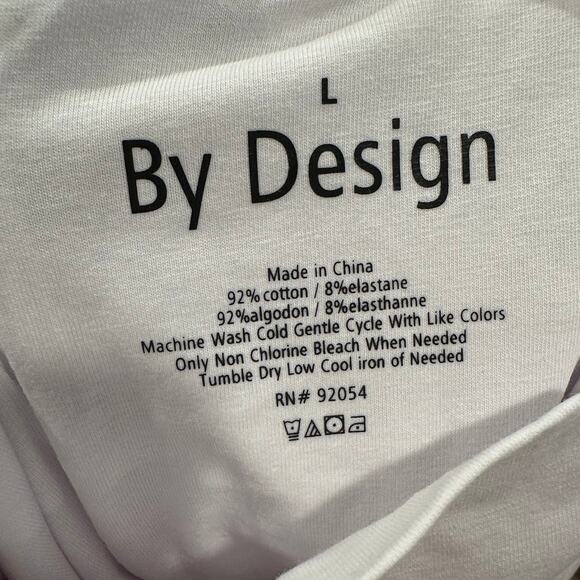 L
By Design
Made in China
92% cotton / 8%elastane
92%algodon / 8%elasthanne
Machine Wash Cold Gentle Cycle With Like Colors
Only Non Chlorine Bleach When Needed
Tumble Dry Low Cool iron of Needed
RN# 92054